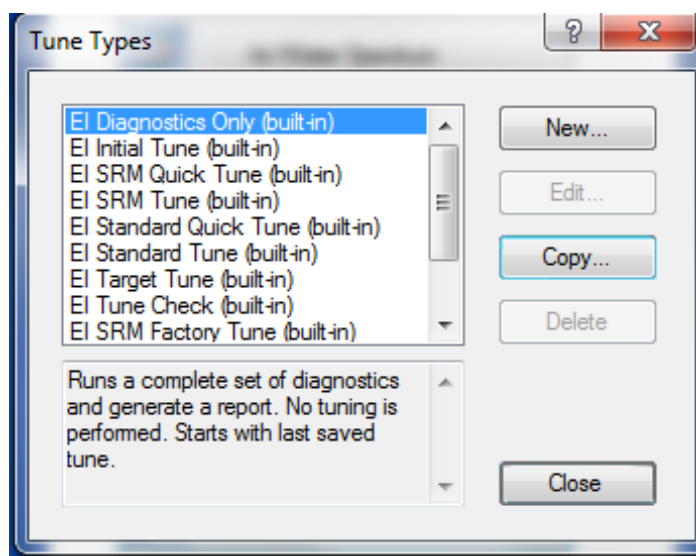 Tune Types
EI Diagnostics Only (built-in)
EI Initial Tune (built-in)
EI SRM Quick Tune (built-in)
EI SRM Tune (built-in)
EI Standard Quick Tune (built-in)
EI Standard Tune (built-in)
EI Target Tune (built-in)
EI Tune Check (built-in)
EI SRM Factory Tune (built-in)
New...
Edit...
Copy...
Delete
Runs a complete set of diagnostics
and generate a report. No tuning is
performed. Starts with last saved
tune.
Close